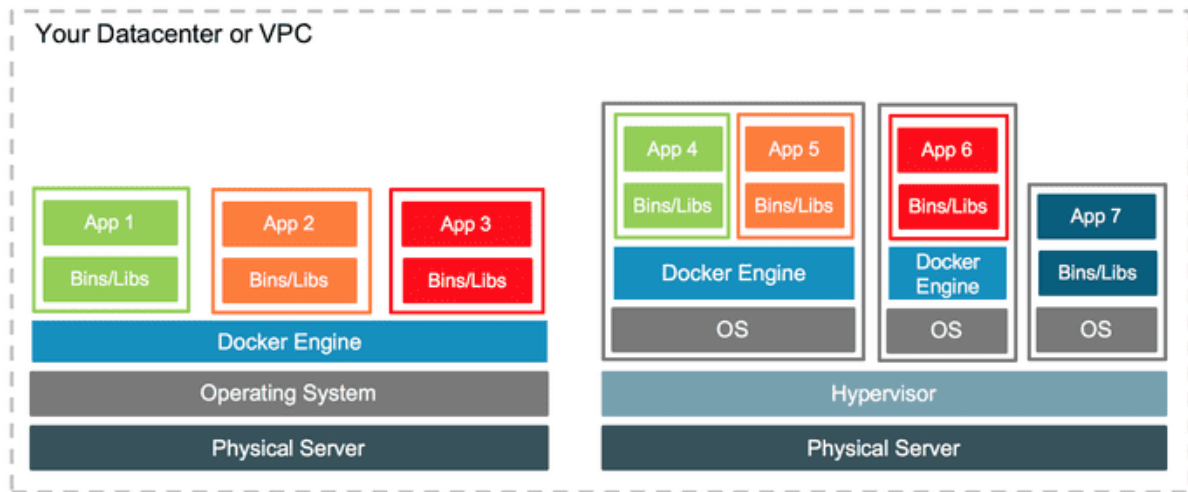 Your Datacenter or VPC
App 1
Bins/Libs
App 2
Bins/Libs
App 3
Bins/Libs
Docker Engine
Operating System
Physical Server
App 4
Bins/Libs
App 5
Bins/Libs
Docker Engine
OS
App 6
Bins/Libs
Docker
Engine
OS
App 7
Bins/Libs
OS
Hypervisor
Physical Server